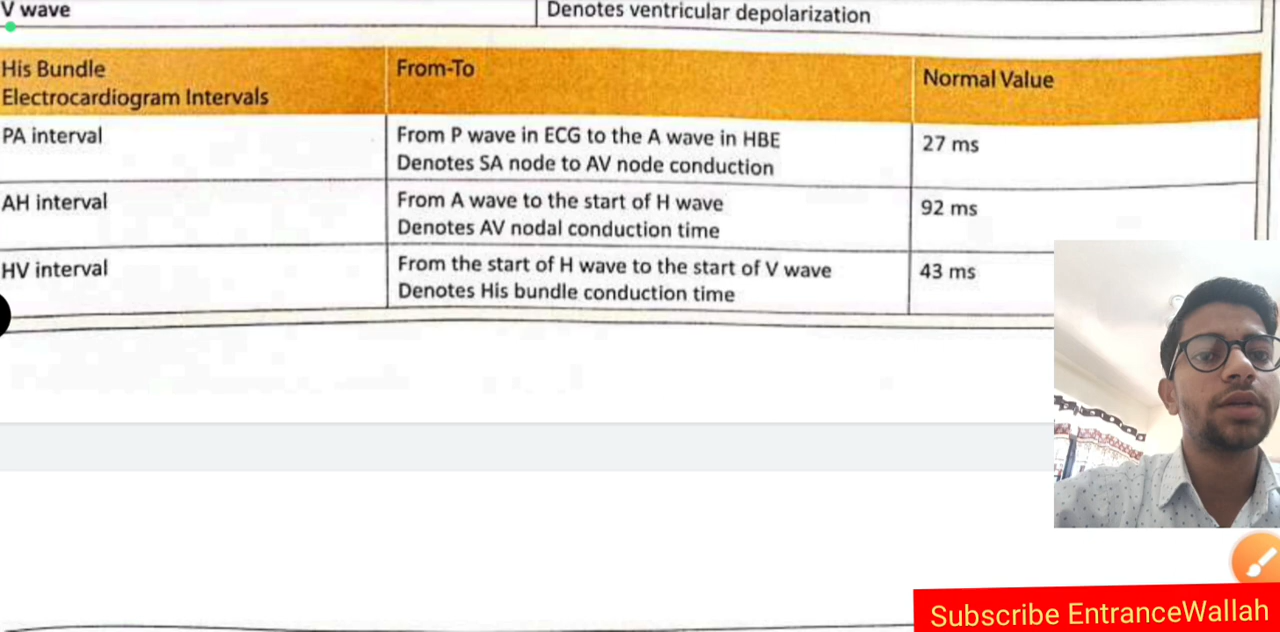 V wave
Denotes ventricular depolarization
His Bundle
Electrocardiogram Intervals
From-To
Normal Value
PA interval
From P wave in ECG to the A wave in HBE
Denotes SA node to AV node conduction
27 ms
AH interval
From A wave to the start of H wave
Denotes AV nodal conduction time
92 ms
HV interval
From the start of H wave to the start of V wave
Denotes His bundle conduction time
43 ms
Subscribe EntranceWallah